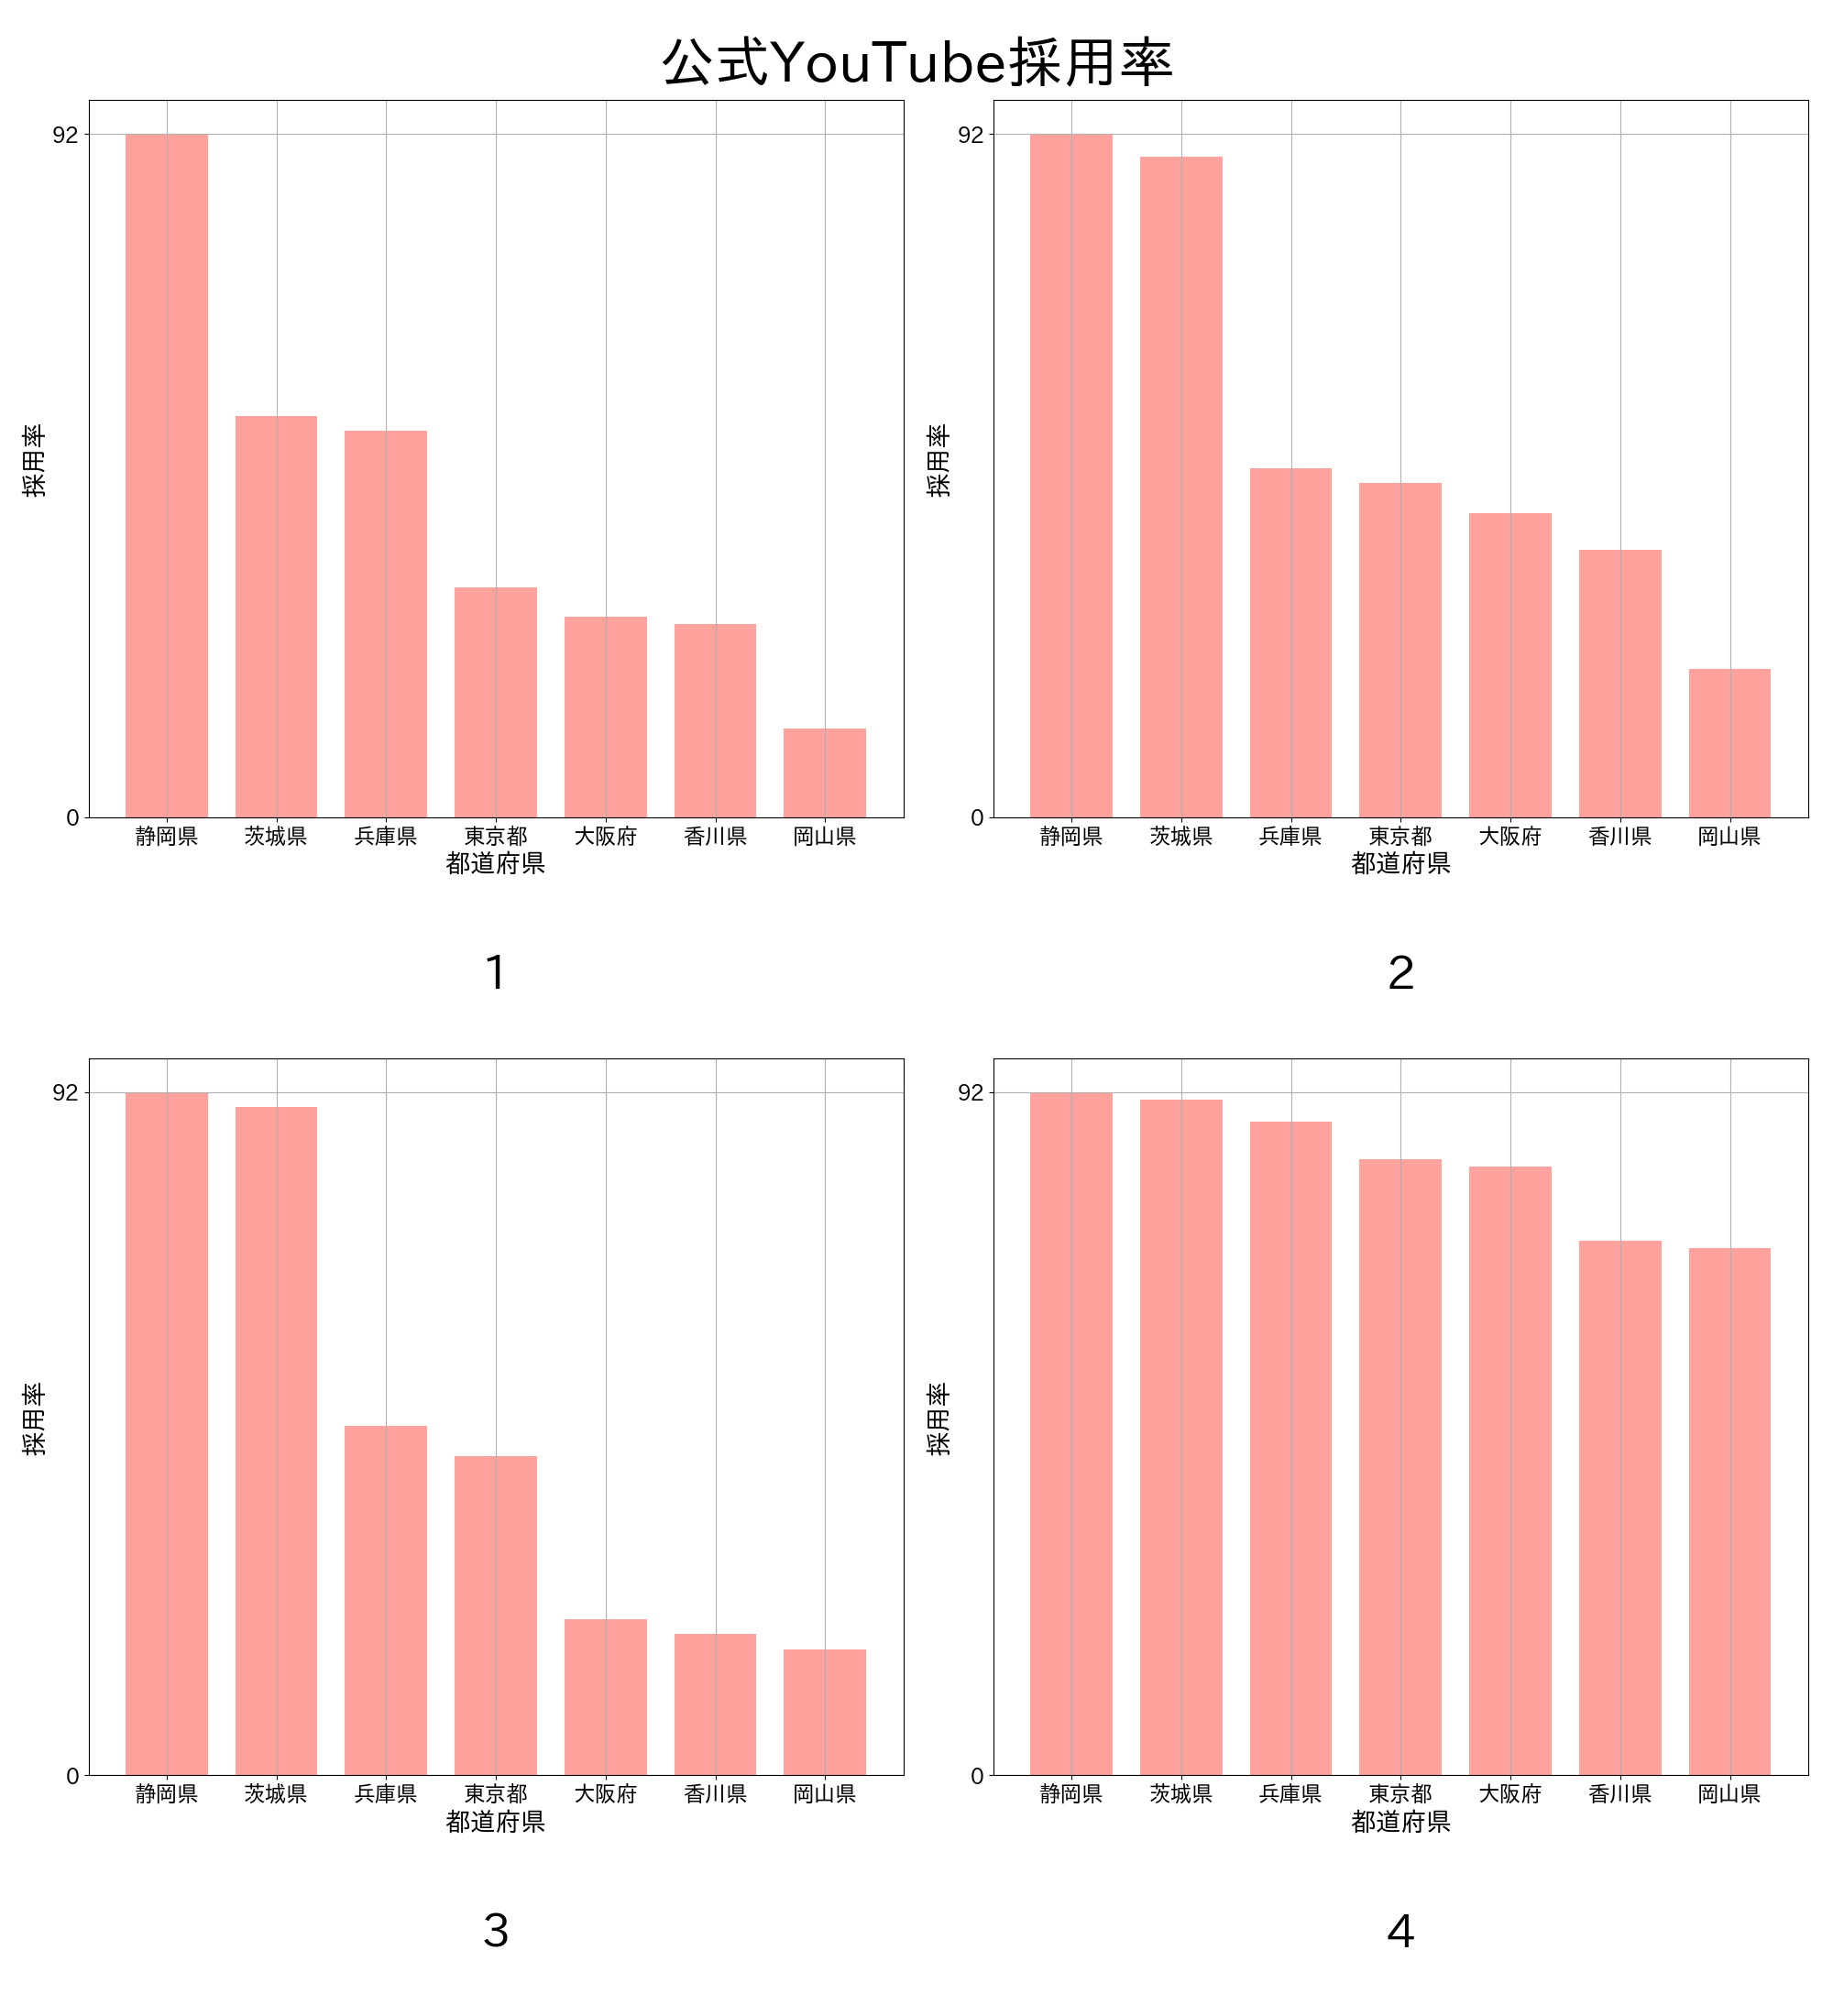 公式YouTube採用率
92
0
採用率
静岡県 茨城県 兵庫県 東京都 大阪府 香川県 岡山県
都道府県
1
92
0
採用率
静岡県 茨城県 兵庫県 東京都 大阪府 香川県 岡山県
都道府県
2
92
0
採用率
静岡県 茨城県 兵庫県 東京都 大阪府 香川県 岡山県
都道府県
3
92
0
採用率
静岡県 茨城県 兵庫県 東京都 大阪府 香川県 岡山県
都道府県
4